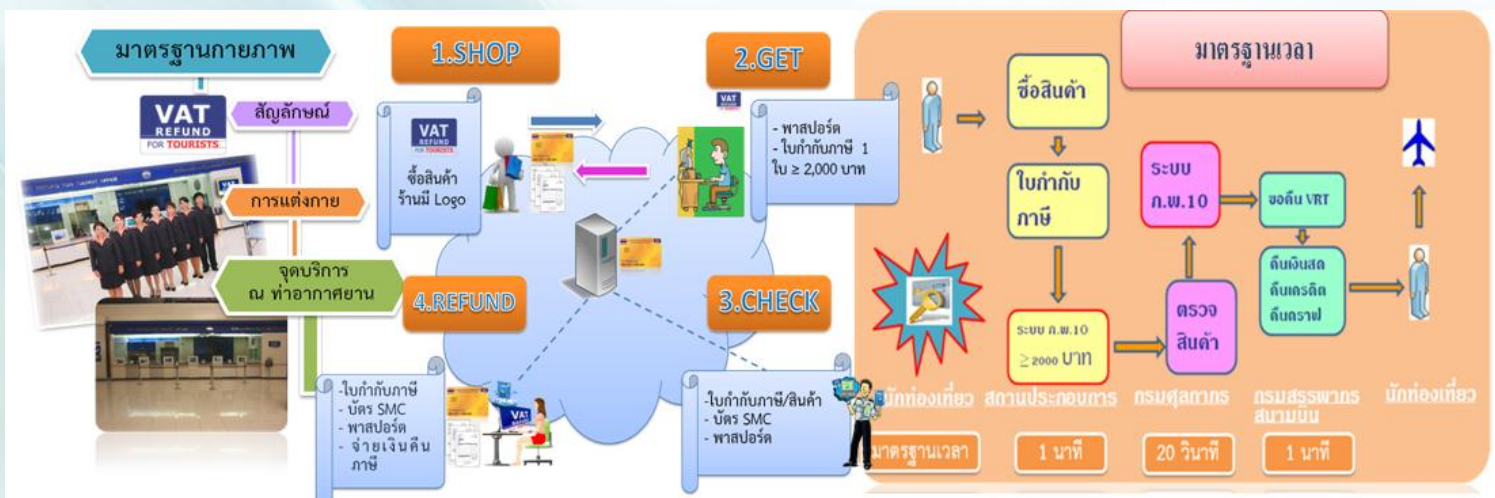 มาตรฐานกายภาพ
VAT
REFUND
FOR TOURISTS
สัญลักษณ์
การแต่งกาย
จุดบริการ
ณ ท่าอากาศยาน
1.SHOP
VAT
REFUND
FOR TOURISTS
ซื้อสินค้า
ร้านมี Logo
2.GET
VAT
REFUND
- พาสปอร์ต
- ใบกำกับภาษี 1
ใบ ≥ 2,000 บาท
4.REFUND
-ใบกำกับภาษี
- บัตร SMC
- พาสปอร์ต
- จ่ายเงินคืน
ภาษี
VAT
3.CHECK
-ใบกำกับภาษี/สินค้า
- บัตร SMC
- พาสปอร์ต
มาตรฐานเวลา
ซื้อสินค้า
ใบกำกับ
ภาษี
ระบบ ภ.พ.10
≥2000 บาท
ระบบ
ภ.พ.10
ตรวจ
สินค้า
ขอคืน VRT
คืนเงินสด
คืนเครดิต
คืนดราฟ
นักท่องเที่ยว
สถานประกอบการ
กรมศุลกากร
กรมสรรพากร
สนามบิน
นักท่องเที่ยว
มาตรฐานเวลา
1 นาที
20 วินาที
1 นาที